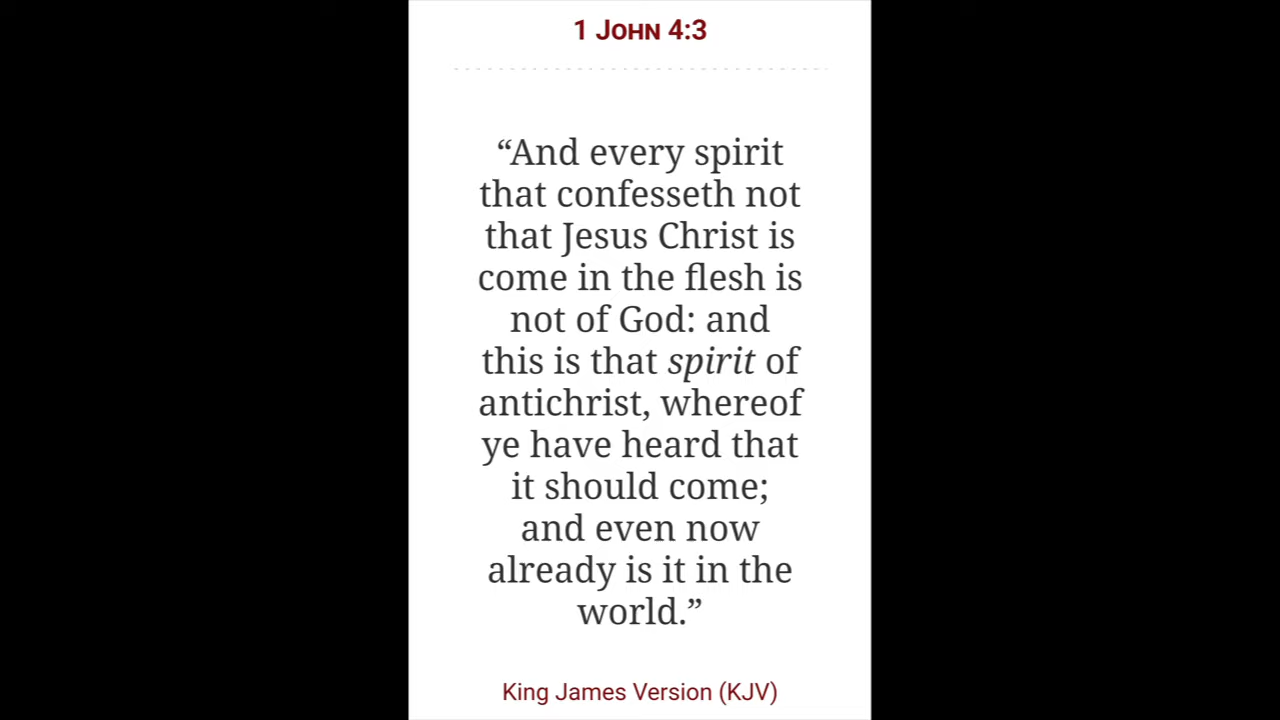 1 John 4:3
“And every spirit
that confesseth not
that Jesus Christ is
come in the flesh is
not of God: and
this is that spirit of
antichrist, whereof
ye have heard that
it should come;
and even now
already is it in the
world.”
King James Version (KJV)